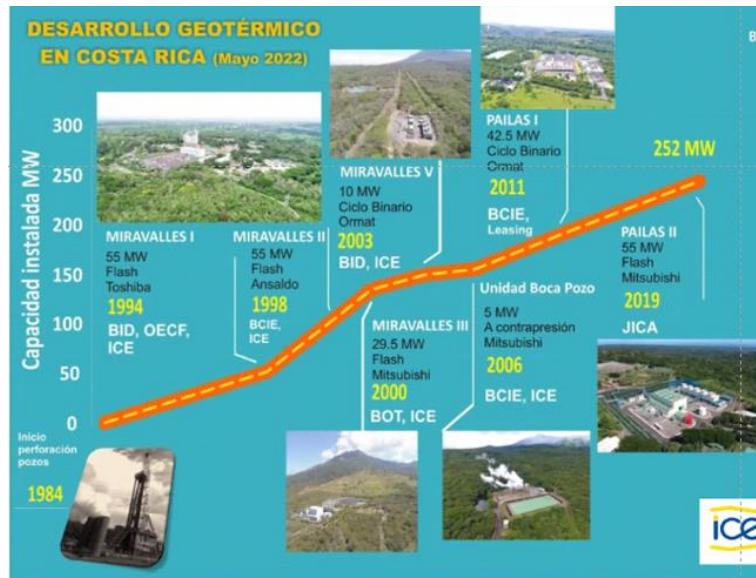 DESARROLLO GEOTÉRMICO
EN COSTA RICA (Mayo 2022)
B
Capacidad instalada MW
300
250
200
150
100
50
0
Inicio
perforación
pozos
1984
MIRAVALLES I
55 MW
Flash
Toshiba
1994
BID, OECF,
ICE
MIRAVALLES II
55 MW
Flash
Ansaldo
1998
BCIE,
ICE
MIRAVALLES III
29.5 MW
Flash
Mitsubishi
2000
BOT, ICE
MIRAVALLES V
10 MW
Ciclo Binario
Ormat
2003
BID, ICE
Unidad Boca Pozo
5 MW
A contrapresión
Mitsubishi
2006
BCIE, ICE
PAILAS I
42.5 MW
Ciclo Binario
Ormat
2011
BCIE,
Leasing
252 MW
PAILAS II
55 MW
Flash
Mitsubishi
2019
JICA
ice